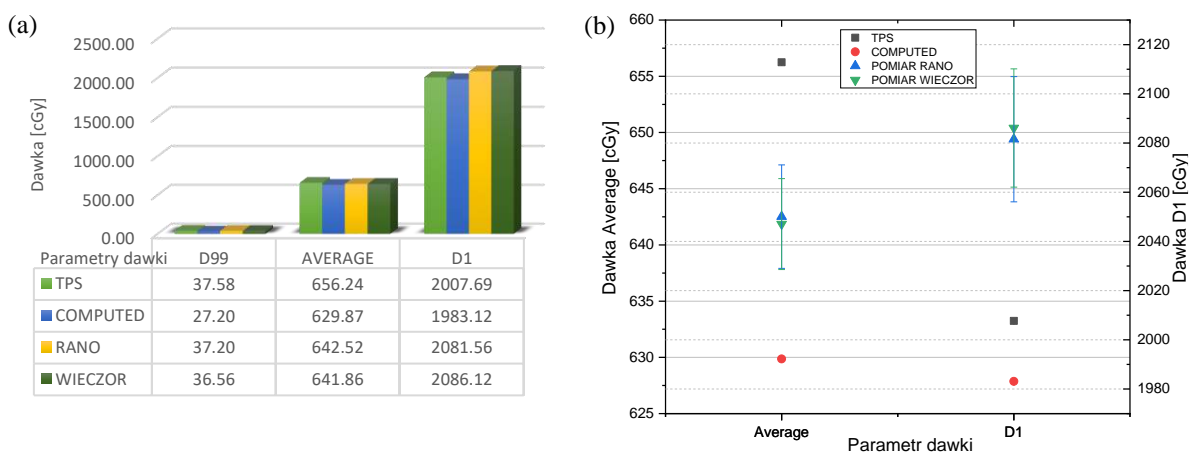 (a)
2500.00
2000.00
1500.00
1000.00
500.00
0.00
Dawka [cGy]
Parametry dawki D99 AVERAGE D1
TPS 37.58 656.24 2007.69
COMPUTED 27.20 629.87 1983.12
RANO 37.20 642.52 2081.56
WIECZOR 36.56 641.86 2086.12
(b)
TPS
COMPUTED
POMIAR RANO
POMIAR WIECZOR
660
655
650
645
640
635
630
625
Dawka Average [cGy]
2120
2100
2080
2060
2040
2020
2000
1980
Dawka D1 [cGy]
Average D1
Parametr dawki